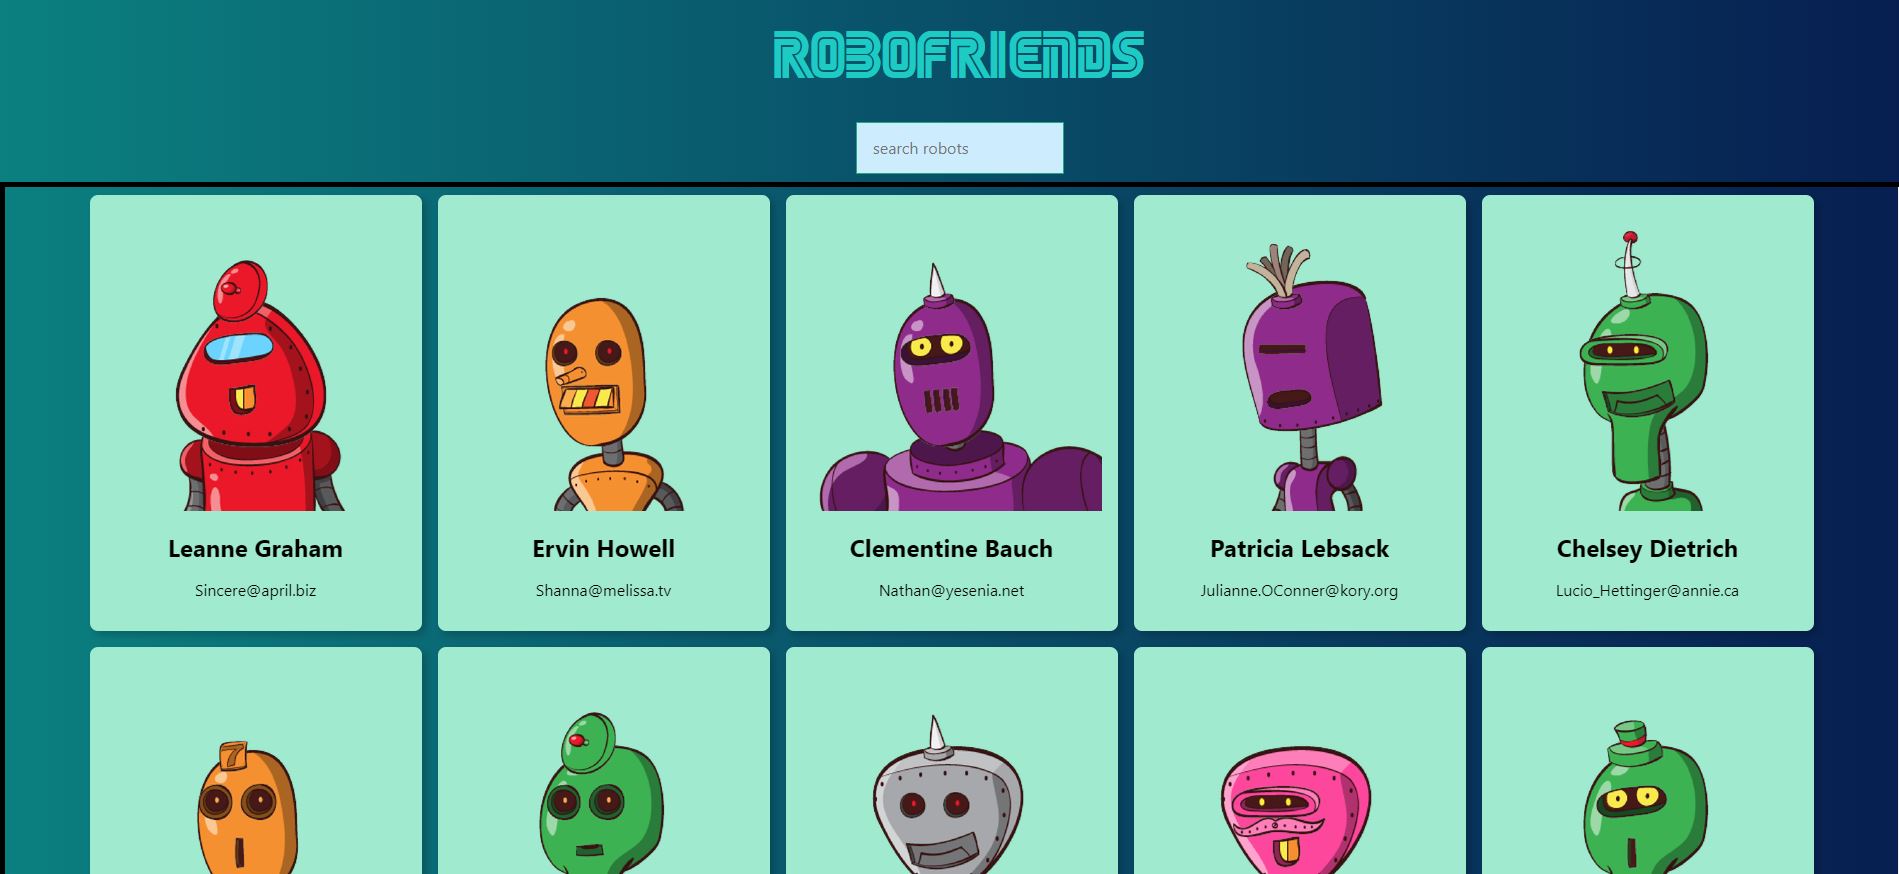 ROBOFRIENDS
search robots
Leanne Graham
Sincere@april.biz
Ervin Howell
Shanna@melissa.tv
Clementine Bauch
Nathan@yesenia.net
Patricia Lebsack
Julianne.OConner@kory.org
Chelsey Dietrich
Lucio_Hettinger@annie.ca
7